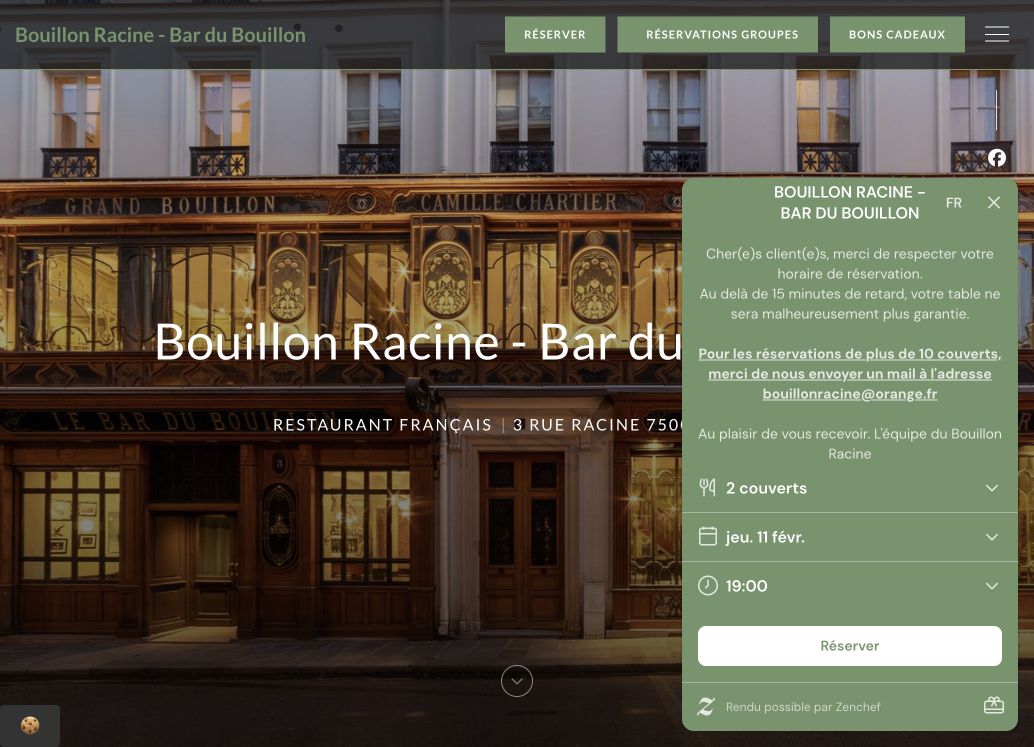 Bouillon Racine - Bar du Bouillon
RÉSERVER
RÉSERVATIONS GROUPES
BONS CADEAUX
GRAND BOUILLON
CAMILLE CHARTIER
Bouillon Racine - Bar du
RESTAURANT FRANÇAIS | 3 RUE RACINE 7500
LE BAR DU BOUILLON
3
BOUILLON RACINE -
BAR DU BOUILLON
FR
Cher(e)s client(e)s, merci de respecter votre
horaire de réservation.
Au delà de 15 minutes de retard, votre table ne
sera malheureusement plus garantie.
Pour les réservations de plus de 10 couverts,
merci de nous envoyer un mail à l'adresse
bouillonracine@orange.fr
Au plaisir de vous recevoir. L'équipe du Bouillon
Racine
2 couverts
jeu. 11 févr.
19:00
Réserver
Rendu possible par Zenchef